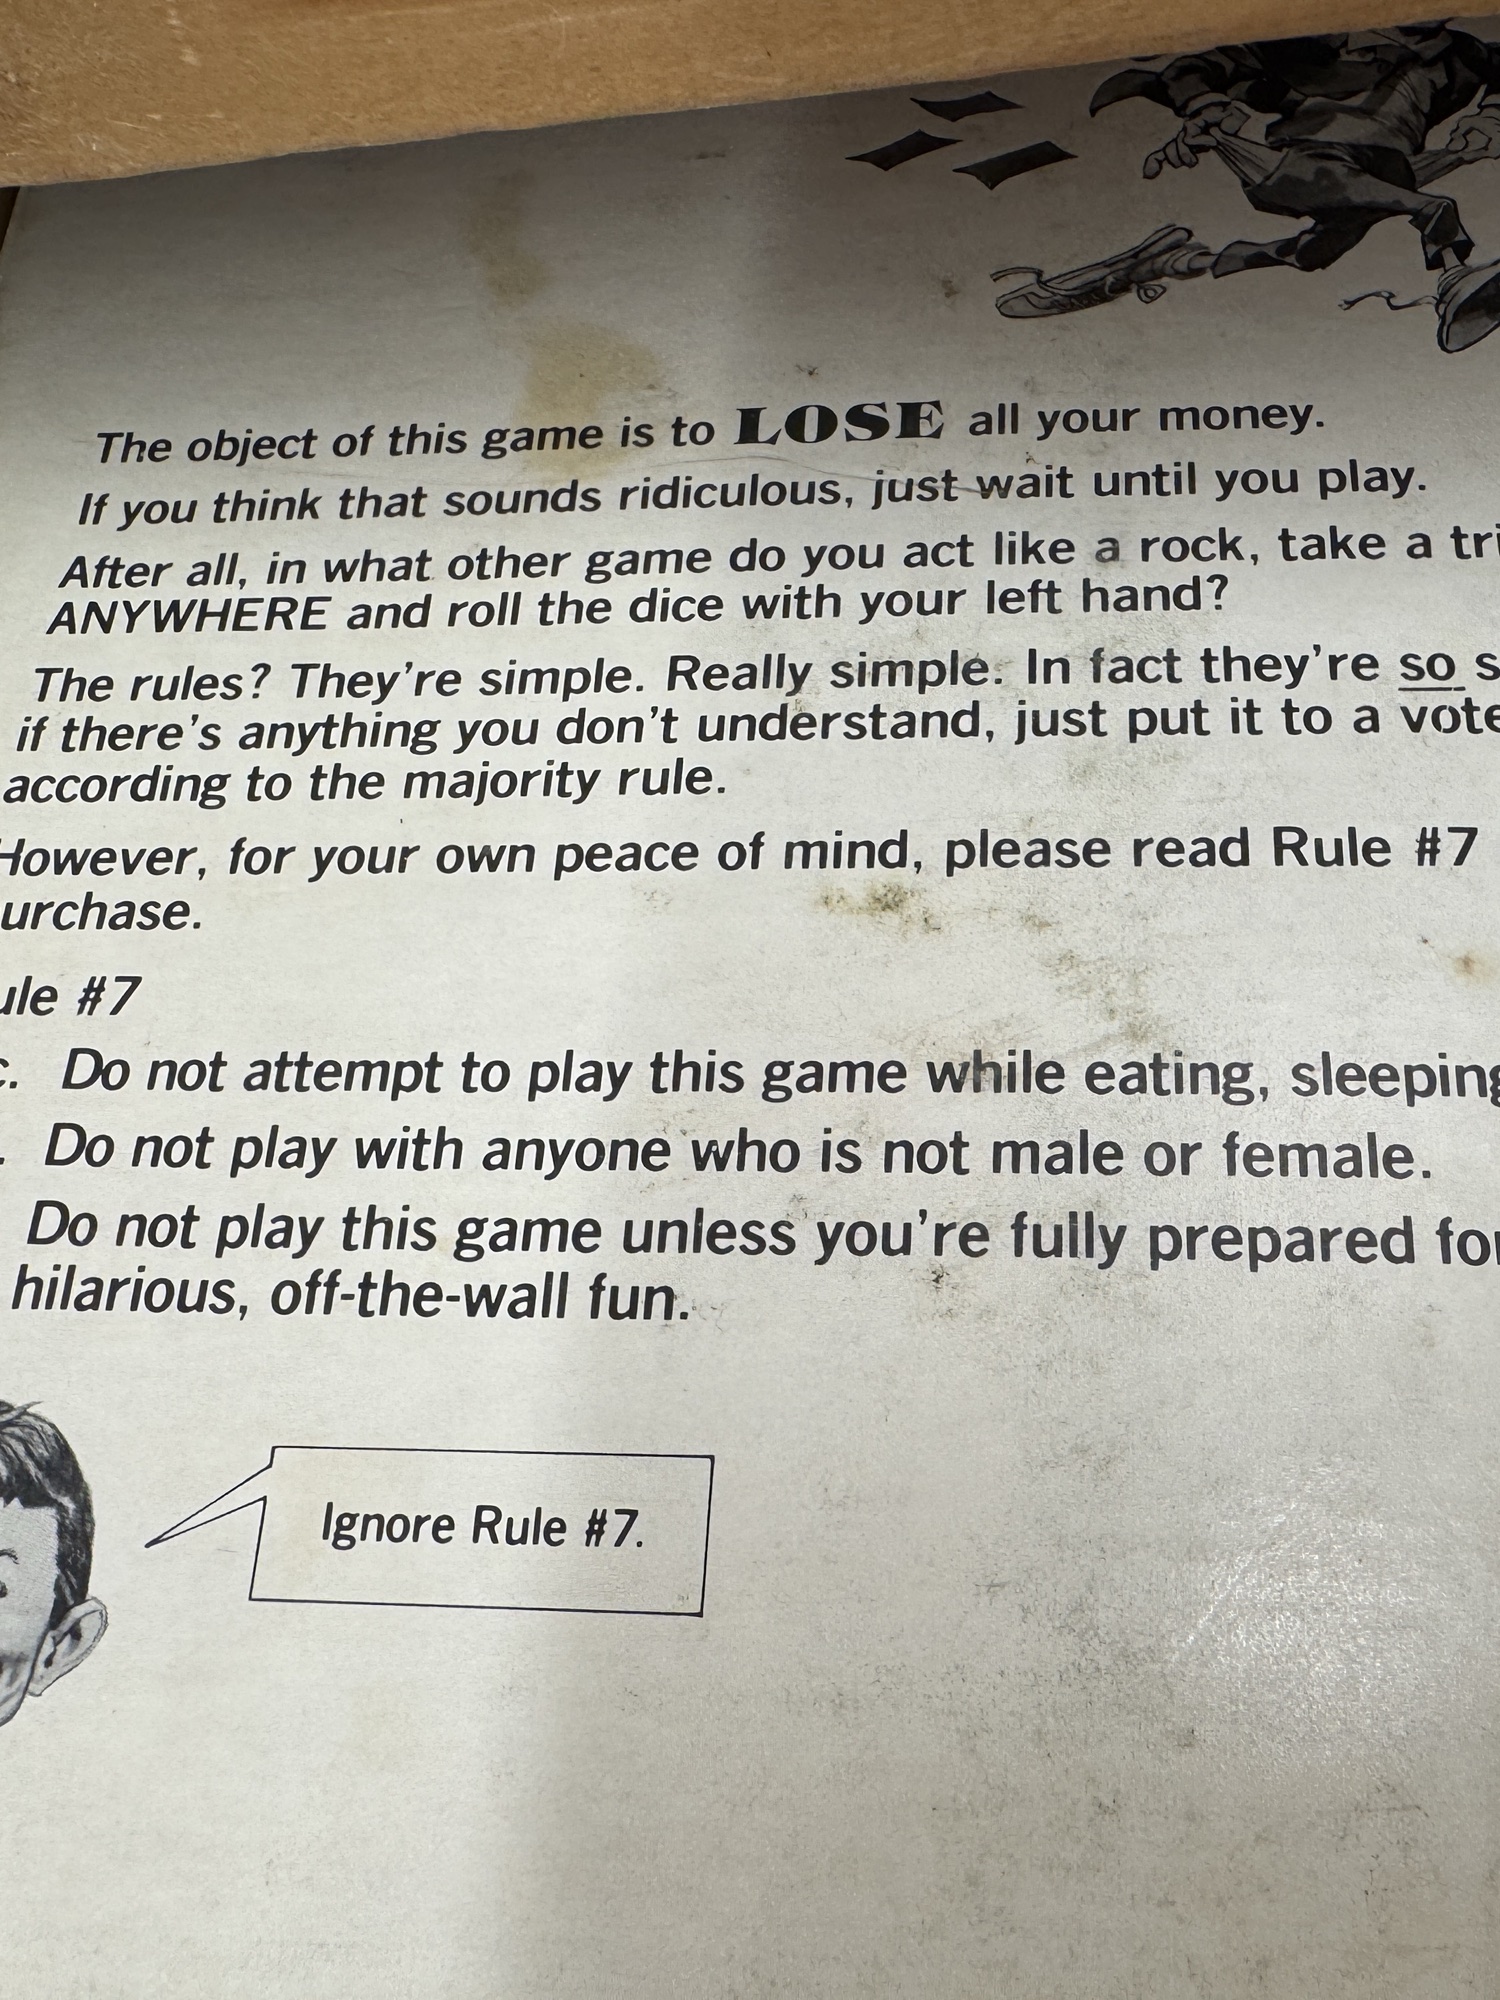 The object of this game is to LOSE all your money.
If you think that sounds ridiculous, just wait until you play.
After all, in what other game do you act like a rock, take a tri
ANYWHERE and roll the dice with your left hand?
The rules? They're simple. Really simple. In fact they're so s
if there's anything you don't understand, just put it to a vote
according to the majority rule.
However, for your own peace of mind, please read Rule #7
urchase.
ule #7
c. Do not attempt to play this game while eating, sleeping
. Do not play with anyone who is not male or female.
Do not play this game unless you're fully prepared for
hilarious, off-the-wall fun.
Ignore Rule #7.